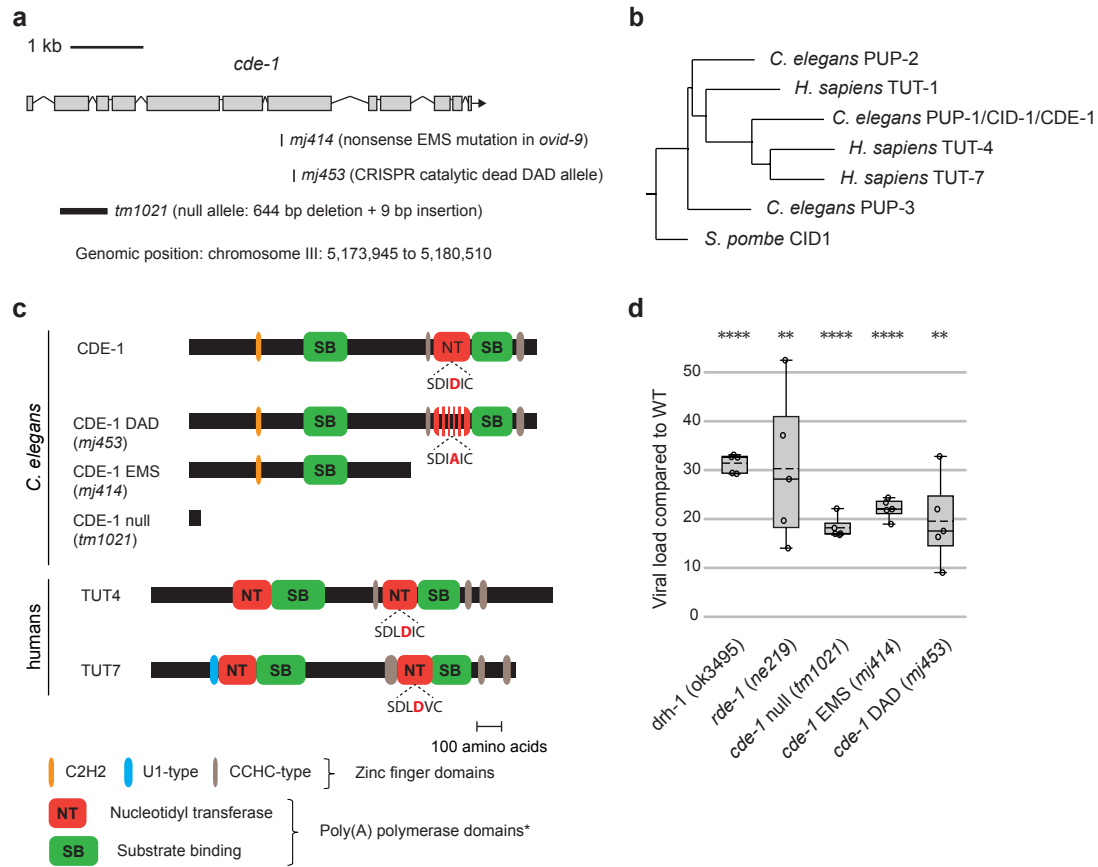 a
1 kb
cde-1
mj414 (nonsense EMS mutation in ovid-9)
mj453 (CRISPR catalytic dead DAD allele)
tm1021 (null allele: 644 bp deletion + 9 bp insertion)
Genomic position: chromosome III: 5,173,945 to 5,180,510
b
C. elegans PUP-2
H. sapiens TUT-1
C. elegans PUP-1/CID-1/CDE-1
H. sapiens TUT-4
H. sapiens TUT-7
C. elegans PUP-3
S. pombe CID1
c
C. elegans
CDE-1
SB
NT
SB
SDIDIC
CDE-1 DAD
(mj453)
SB
SB
SDIAIC
CDE-1 EMS
(mj414)
SB
CDE-1 null
(tm1021)
humans
TUT4
NT
SB
NT
SB
SDLDIC
TUT7
NT
SB
NT
SB
SDLDVC
100 amino acids
C2H2
U1-type
CCHC-type
Zinc finger domains
NT
Nucleotidyl transferase
SB
Substrate binding
Poly(A) polymerase domains*
d
**** ** **** **** **
Viral load compared to WT
50
40
30
20
10
0
drh-1 (ok3495)
rde-1 (ne219)
cde-1 null (tm1021)
cde-1 EMS (mj414)
cde-1 DAD (mj453)